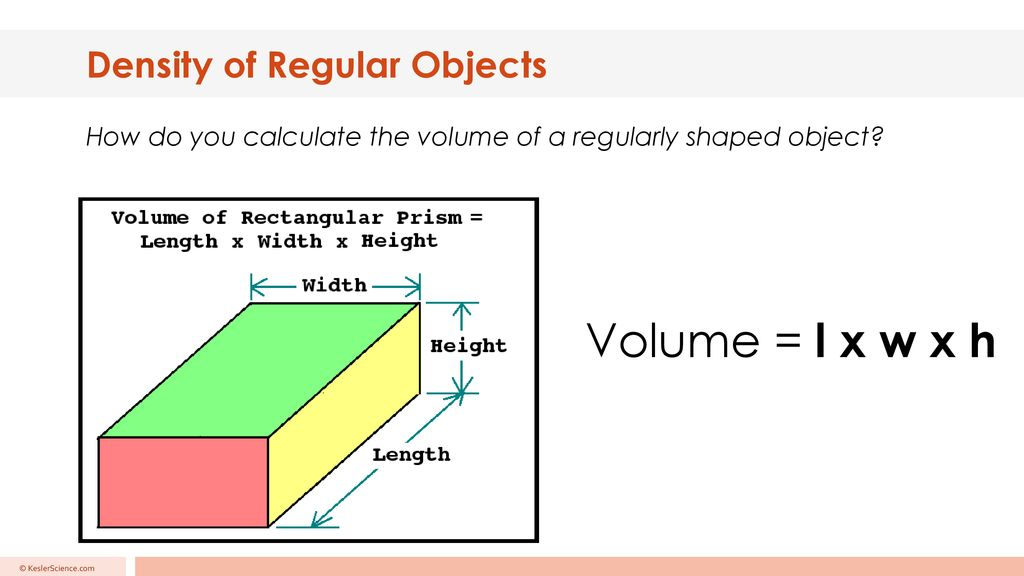 Density of Regular Objects
How do you calculate the volume of a regularly shaped object?
Volume of Rectangular Prism =
Length x Width x Height
Width
Height
Length
Volume = l x w x h
© KeslerScience.com